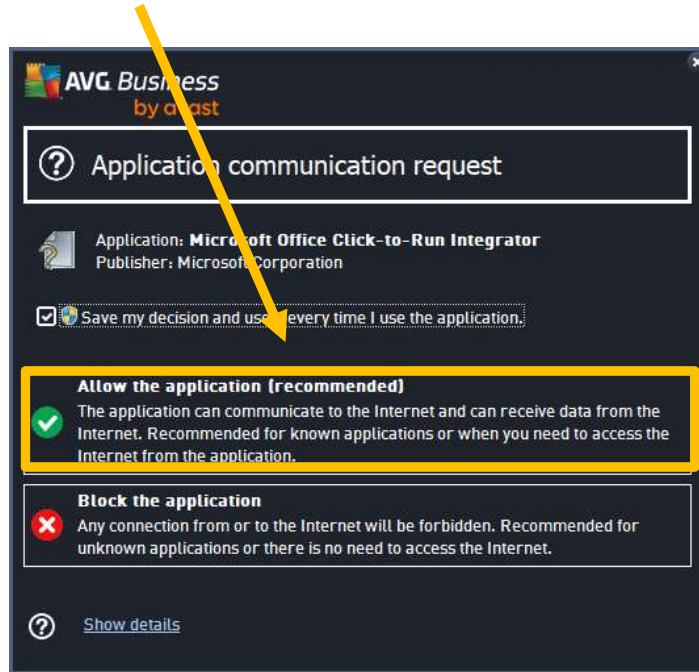 AVG Business
by avast
Application communication request
Application: Microsoft Office Click-to-Run Integrator
Publisher: Microsoft Corporation
Save my decision and use every time I use the application.
Allow the application (recommended)
The application can communicate to the Internet and can receive data from the
Internet. Recommended for known applications or when you need to access the
Internet from the application.
Block the application
Any connection from or to the Internet will be forbidden. Recommended for
unknown applications or there is no need to access the Internet.
Show details